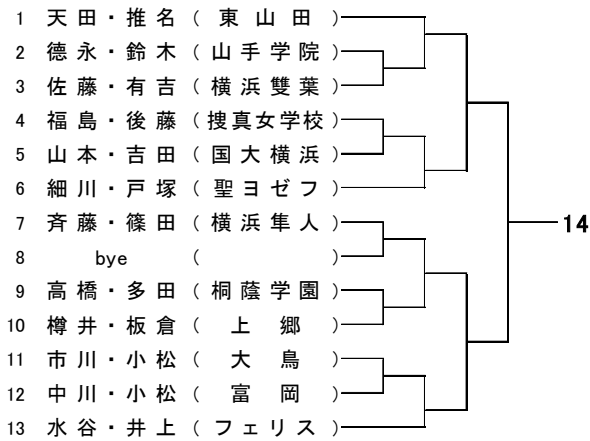 1 天田・推名 (東山田)
2 德永・鈴木 (山手学院)
3 佐藤・有吉 (横浜雙葉)
4 福島・後藤 (捜真女学校)
5 山本・吉田 (国大横浜)
6 細川・戸塚 (聖ヨゼフ)
7 斉藤・篠田 (横浜隼人)
14
8 bye ( )
9 高橋・多田 (桐蔭学園)
10 樽井・板倉 (上郷)
11 市川・小松 (大鳥)
12 中川・小松 (富岡)
13 水谷・井上 (フェリス)